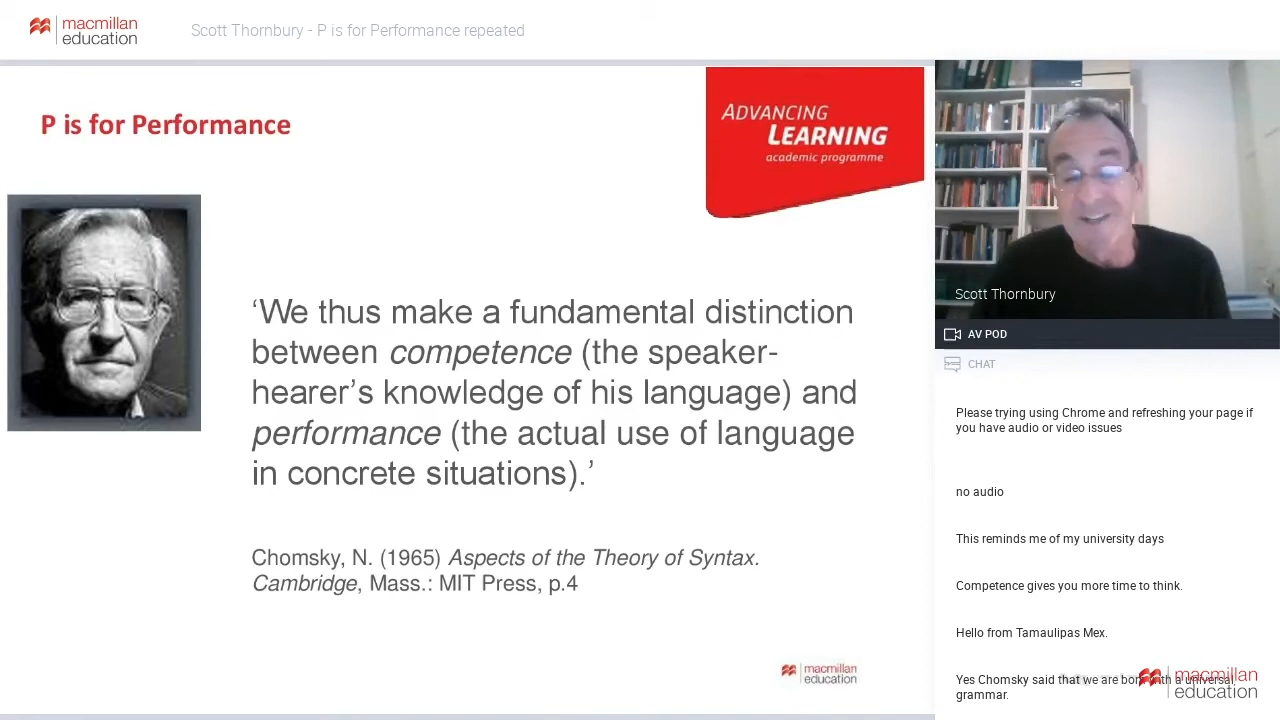 macmillan
education
Scott Thornbury - P is for Performance repeated
P is for Performance
ADVANCING
LEARNING
academic programme
‘We thus make a fundamental distinction
between competence (the speaker-
hearer’s knowledge of his language) and
performance (the actual use of language
in concrete situations).’
Chomsky, N. (1965) Aspects of the Theory of Syntax.
Cambridge, Mass.: MIT Press, p.4
macmillan
education
Scott Thornbury
AV POD
CHAT
Please trying using Chrome and refreshing your page if
you have audio or video issues
no audio
This reminds me of my university days
Competence gives you more time to think.
Hello from Tamaulipas Mex.
Yes Chomsky said that we are born with a universal
grammar.
macmillan
education